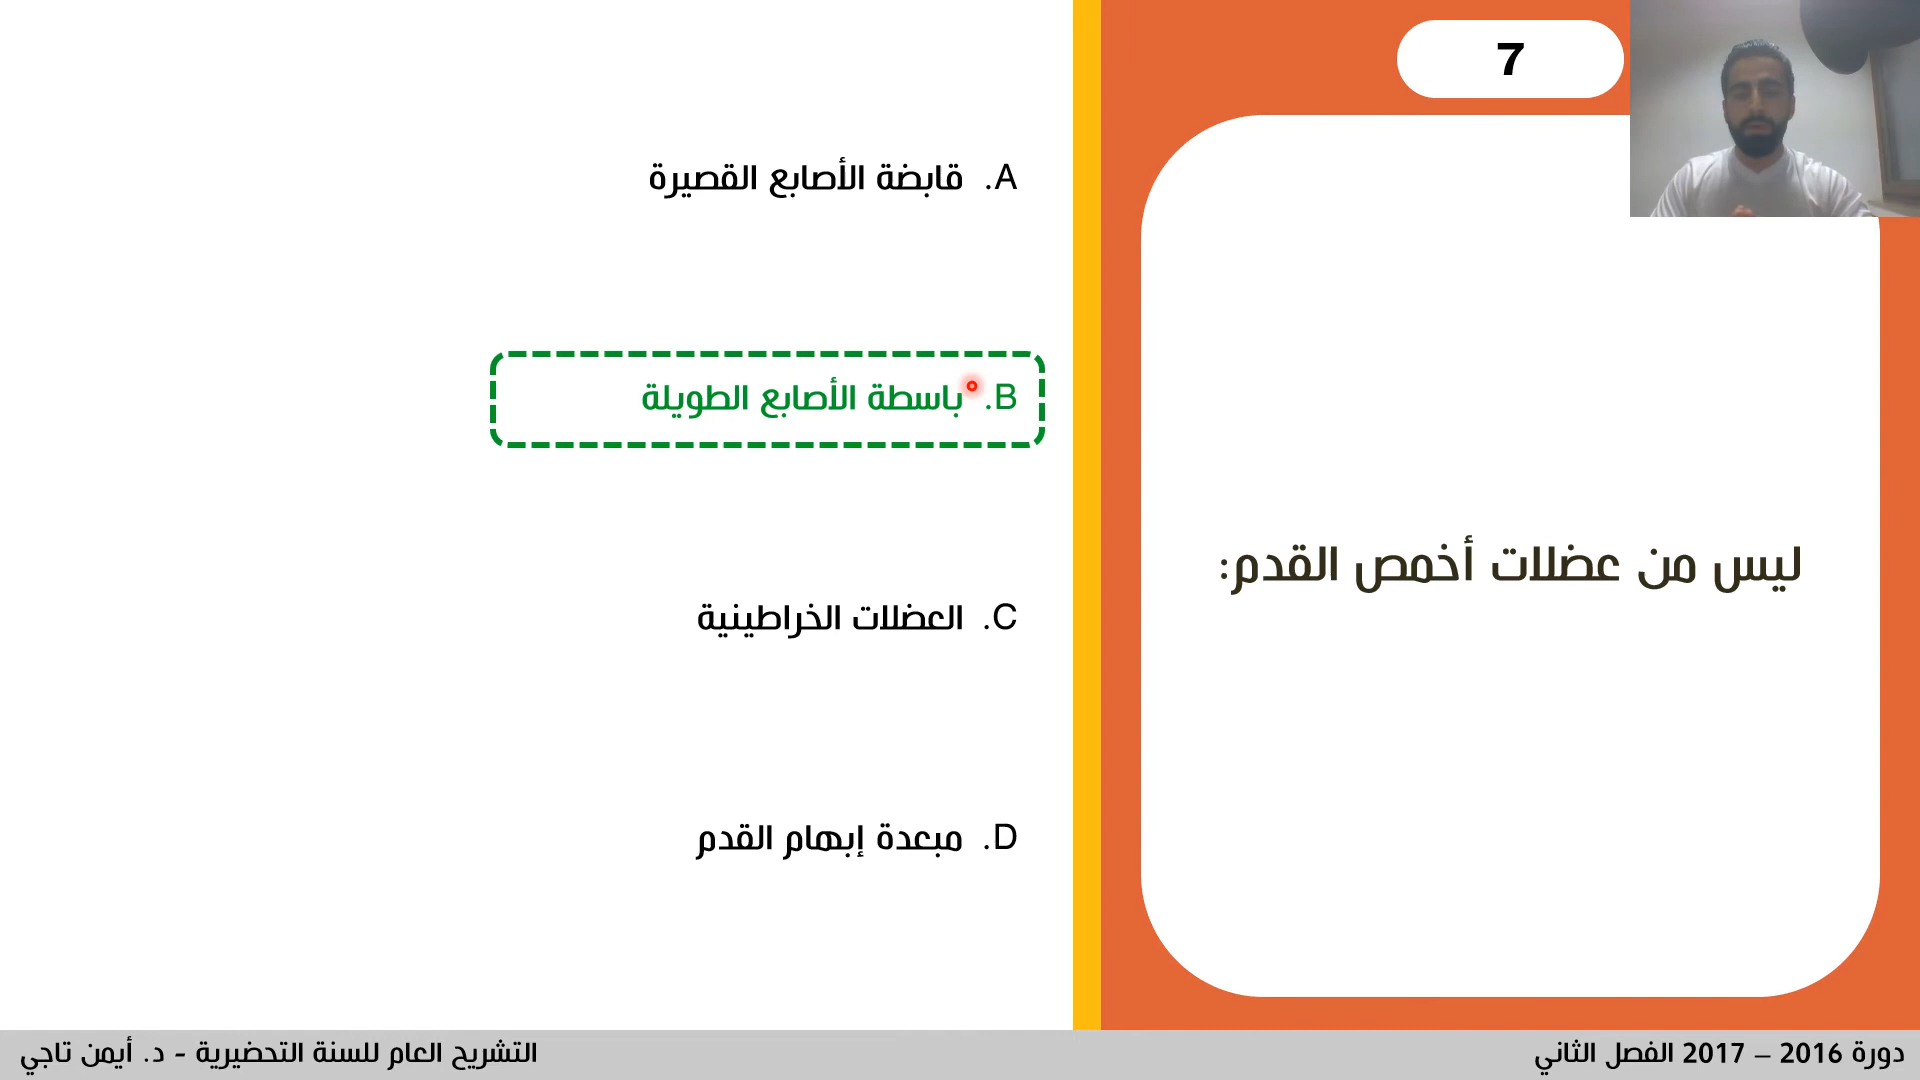 7
ليس من عضلات أخمص القدم:
A. قابضة الأصابع القصيرة
B. باسطة الأصابع الطويلة
C. العضلات الخراطينية
D. مبعدة إبهام القدم
دورة 2016 – 2017 الفصل الثاني
التشريح العام للسنة التحضيرية - د. أيمن تاجي